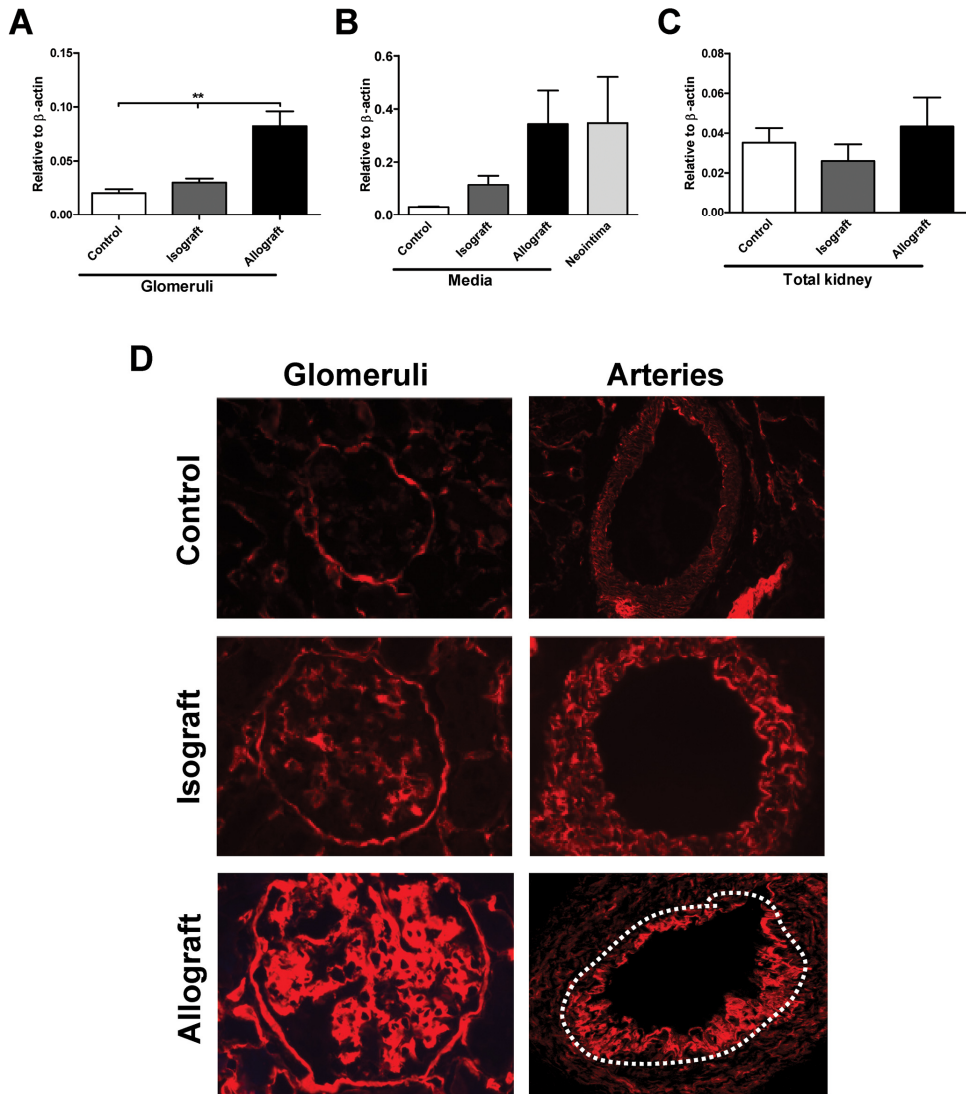 A
Relative to β-actin
0.15
0.10
0.05
0.00
**
Control
Isograft
Allograft
Glomeruli
B
Relative to β-actin
0.6
0.4
0.2
0.0
Control
Isograft
Allograft
Neointima
Media
C
Relative to β-actin
0.08
0.06
0.04
0.02
0.00
Control
Isograft
Allograft
Total kidney
D
Glomeruli
Arteries
Control
Isograft
Allograft